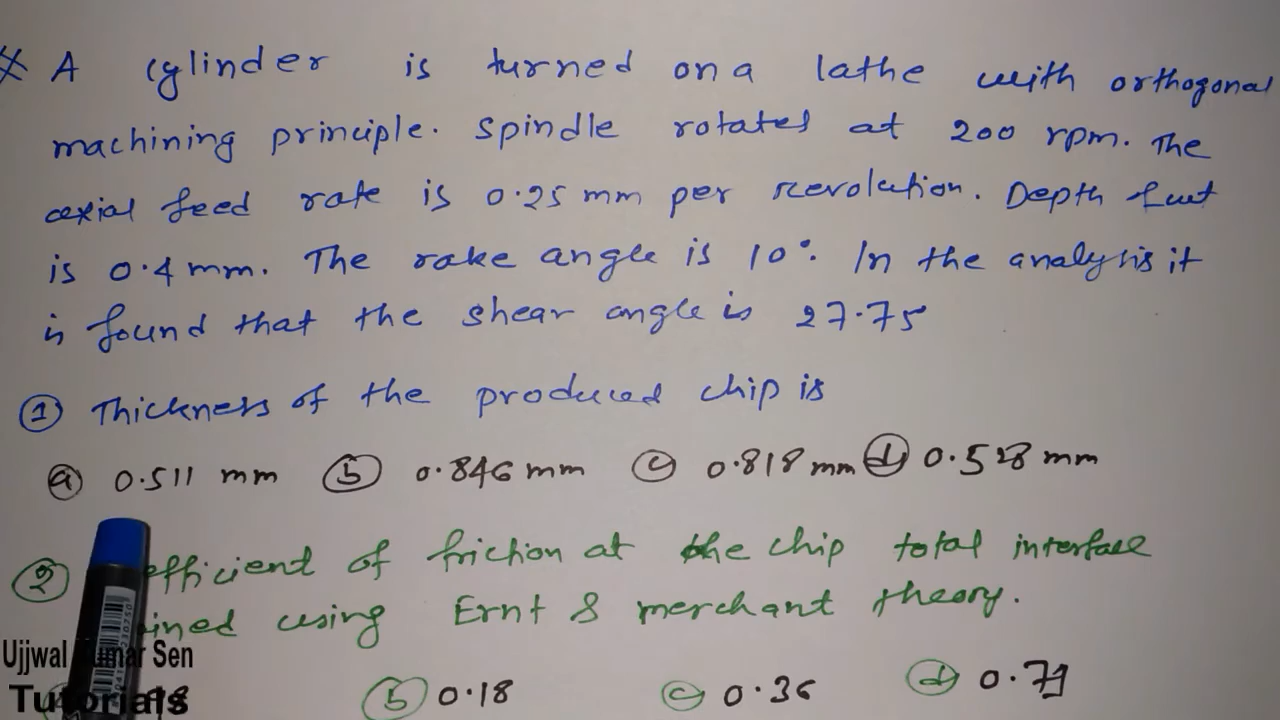 * A cylinder is turned on a lathe with orthogonal
machining principle. Spindle rotates at 200 rpm. The
axial feed rate is 0.25 mm per revolution. Depth of cut
is 0.4 mm. The rake angle is 10°. In the analysis it
is found that the shear angle is 27.75
① Thickness of the produced chip is
ⓐ 0.511 mm ⓑ 0.846 mm ⓒ 0.818 mm ⓓ 0.528 mm
② efficient of friction at the chip total interface
ined using Ernt & merchant theory.
ⓑ 0.18 ⓒ 0.36 ⓓ 0.71
Ujjwal Kumar Sen
Tutorials